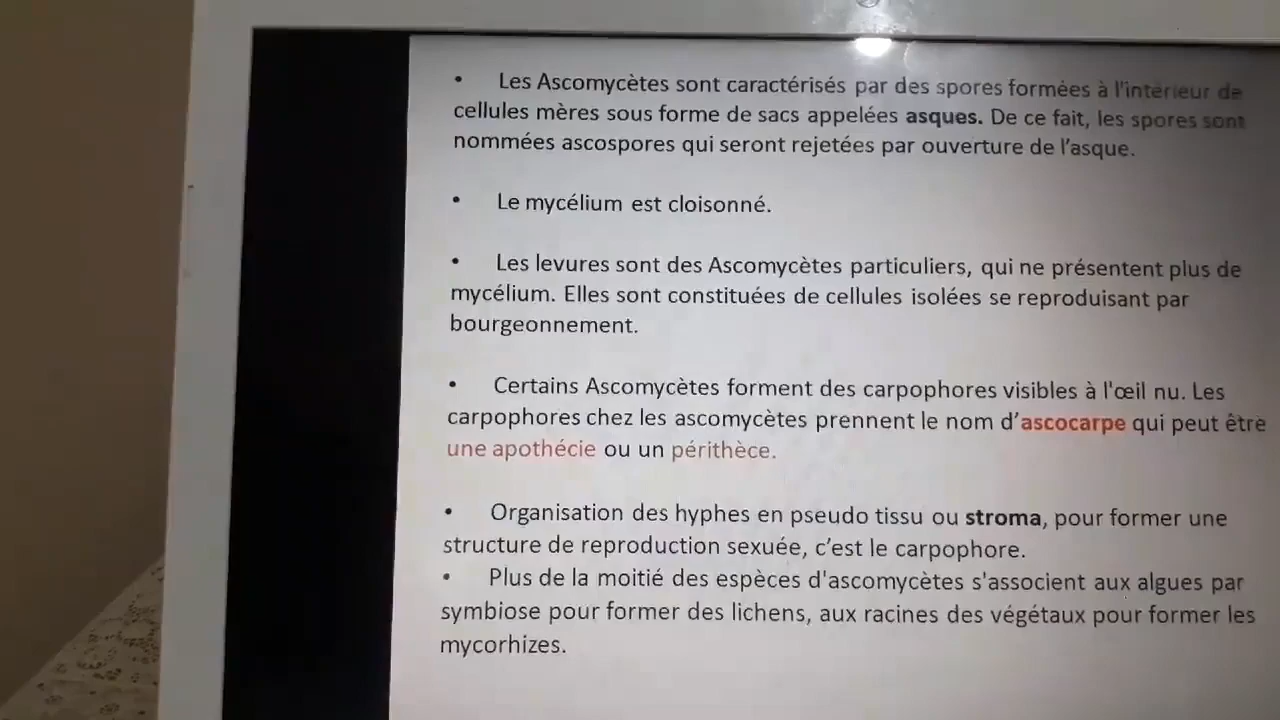 • Les Ascomycètes sont caractérisés par des spores formées à l'intérieur de
cellules mères sous forme de sacs appelées asques. De ce fait, les spores sont
nommées ascospores qui seront rejetées par ouverture de l’asque.
• Le mycélium est cloisonné.
• Les levures sont des Ascomycètes particuliers, qui ne présentent plus de
mycélium. Elles sont constituées de cellules isolées se reproduisant par
bourgeonnement.
• Certains Ascomycètes forment des carpophores visibles à l'œil nu. Les
carpophores chez les ascomycètes prennent le nom d’ascocarpe qui peut être
une apothécie ou un périthèce.
• Organisation des hyphes en pseudo tissu ou stroma, pour former une
structure de reproduction sexuée, c’est le carpophore.
• Plus de la moitié des espèces d'ascomycètes s'associent aux algues par
symbiose pour former des lichens, aux racines des végétaux pour former les
mycorhizes.